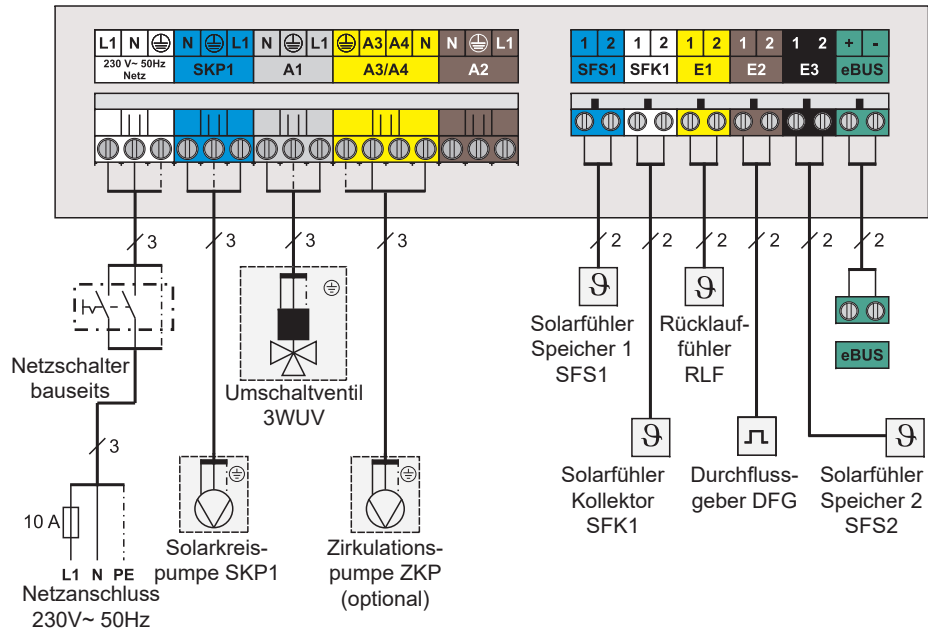 L1 N N L1 N L1 A3 A4 N N L1
230 V~ 50Hz
Netz
SKP1 A1 A3/A4 A2
1 2 1 2 1 2 1 2 1 2 + -
SFS1 SFK1 E1 E2 E3 eBUS
3 3 3 3
2 2 2 2 2 2
Netzschalter
bauseits
3
10 A
L1 N PE
Netzanschluss
230V~ 50Hz
Solarkreis-
pumpe SKP1
Umschaltventil
3WUV
Zirkulations-
pumpe ZKP
(optional)
ϑ
Solarfühler
Speicher 1
SFS1
ϑ
Rücklauf-
fühler
RLF
eBUS
ϑ
Solarfühler
Kollektor
SFK1
Durchfluss-
geber DFG
ϑ
Solarfühler
Speicher 2
SFS2